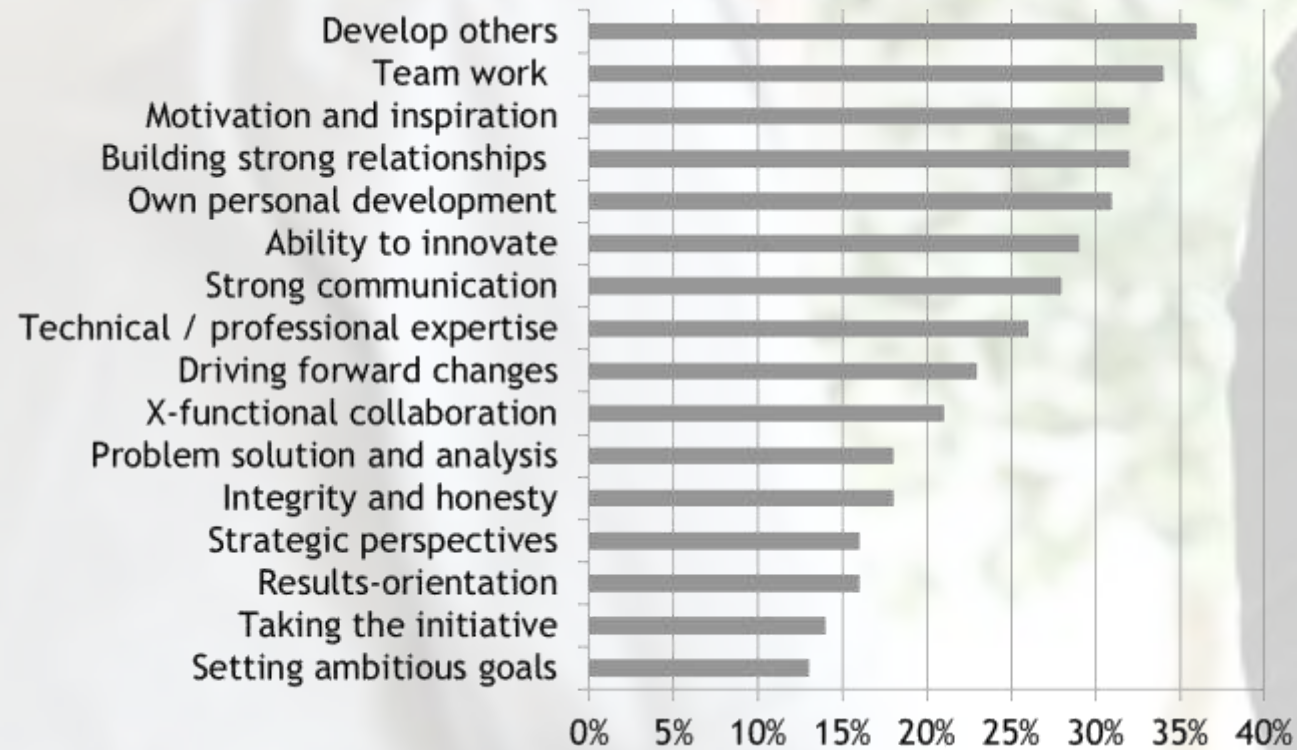 Develop others
Team work
Motivation and inspiration
Building strong relationships
Own personal development
Ability to innovate
Strong communication
Technical / professional expertise
Driving forward changes
X-functional collaboration
Problem solution and analysis
Integrity and honesty
Strategic perspectives
Results-orientation
Taking the initiative
Setting ambitious goals
0% 5% 10% 15% 20% 25% 30% 35% 40%